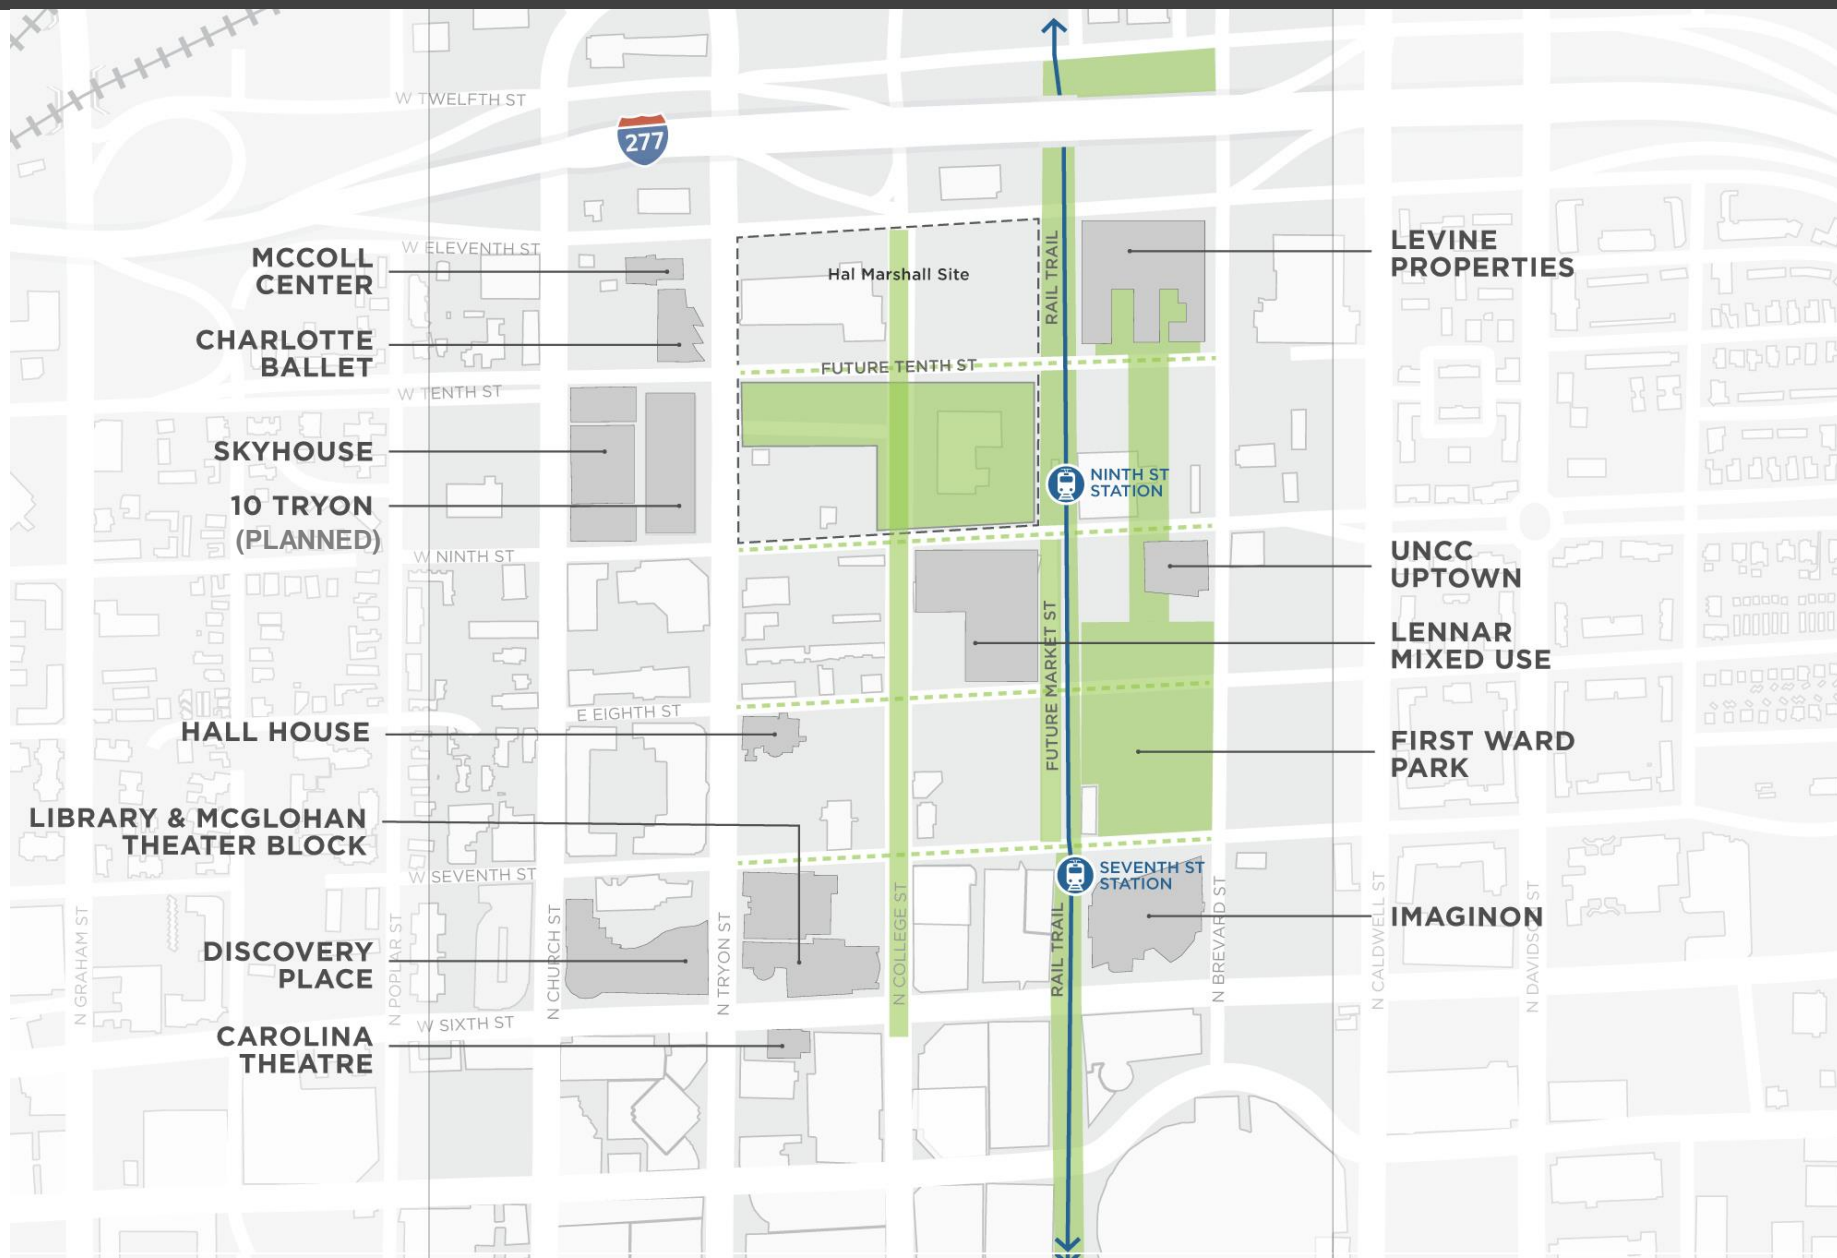 W TWELFTH ST
277
W ELEVENTH ST
MCCOLL
CENTER
CHARLOTTE
BALLET
W TENTH ST
SKYHOUSE
10 TRYON
(PLANNED)
W NINTH ST
E EIGHTH ST
HALL HOUSE
LIBRARY & MCGLOHAN
THEATER BLOCK
W SEVENTH ST
DISCOVERY
PLACE
W SIXTH ST
CAROLINA
THEATRE
Hal Marshall Site
FUTURE TENTH ST
RAIL TRAIL
NINTH ST
STATION
FUTURE MARKET ST
SEVENTH ST
STATION
RAIL TRAIL
LEVINE
PROPERTIES
UNCC
UPTOWN
LENNAR
MIXED USE
FIRST WARD
PARK
IMAGINON
N GRAHAM ST
N POPLAR ST
N CHURCH ST
N TRYON ST
N COLLEGE ST
N BREVARD ST
N CALDWELL ST
N DAVIDSON ST